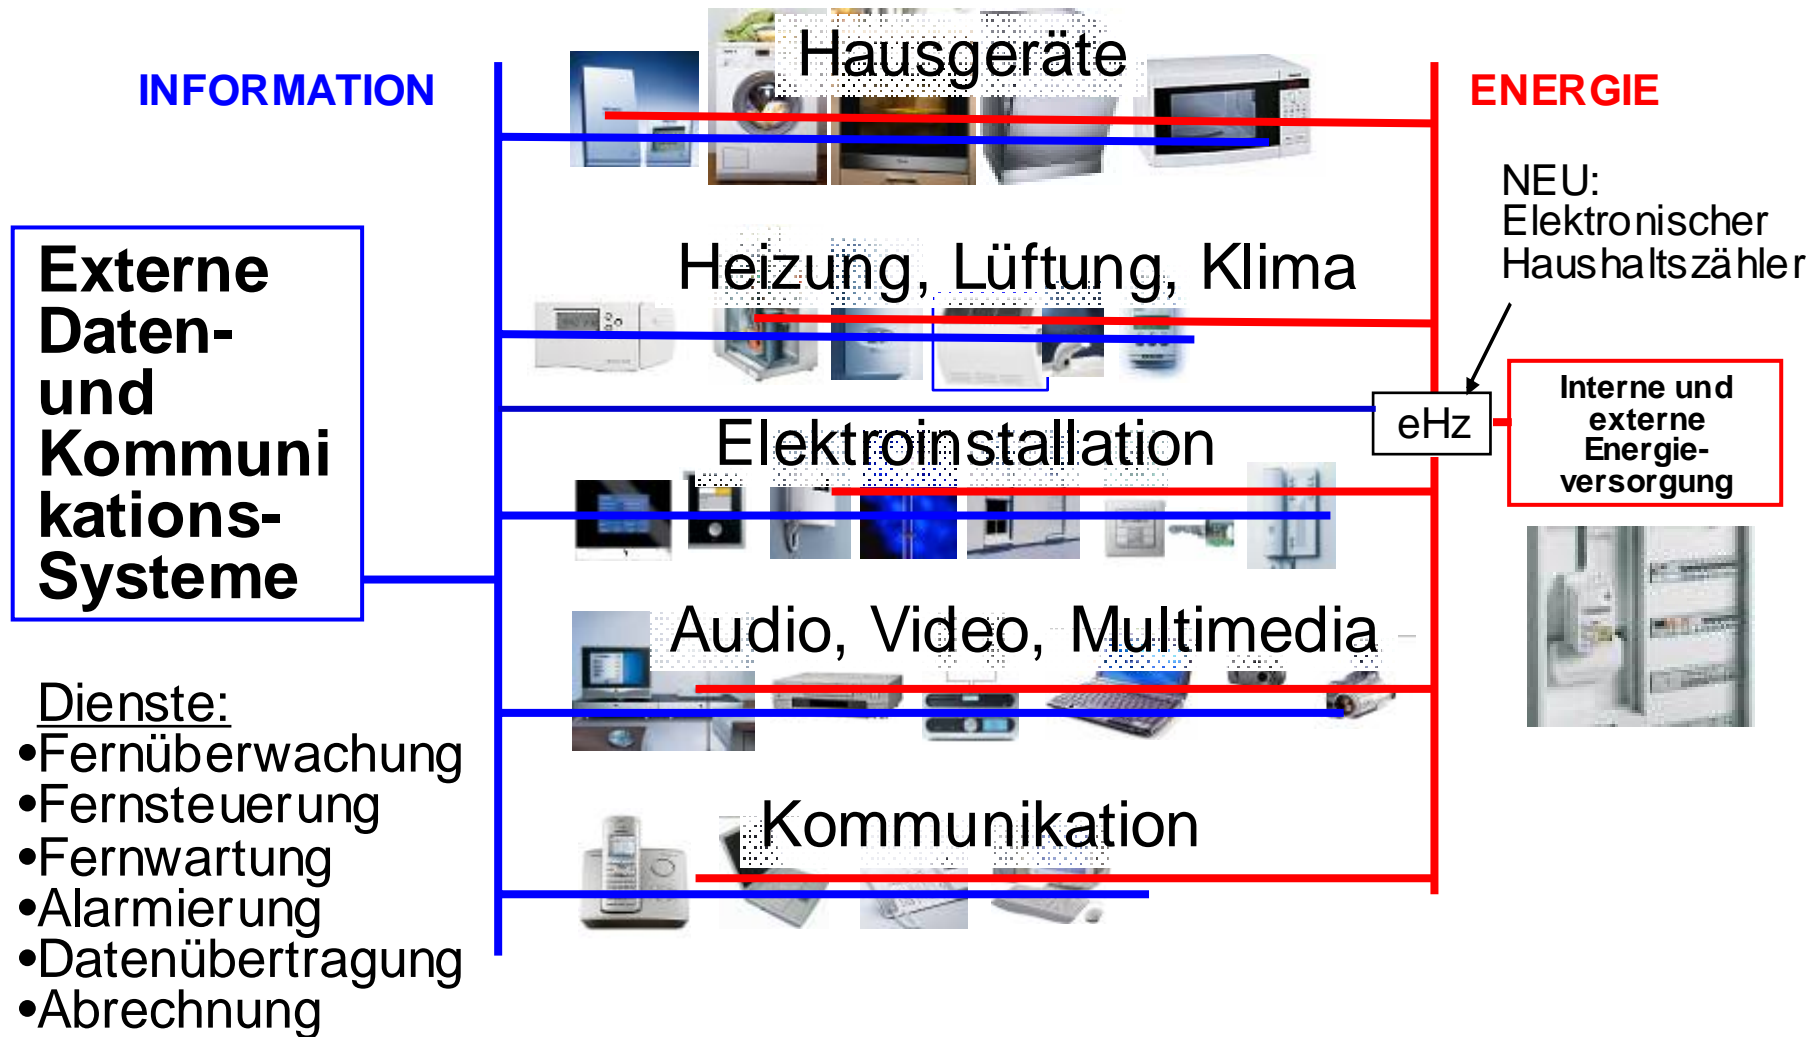 INFORMATION
Hausgeräte
ENERGIE
NEU:
Elektronischer
Haushaltszähler
Externe
Daten-
und
Kommuni
kations-
Systeme
Heizung, Lüftung, Klima
eHz
Interne und
externe
Energie-
versorgung
Elektroinstallation
Audio, Video, Multimedia
Kommunikation
Dienste:
•Fernüberwachung
•Fernsteuerung
•Fernwartung
•Alarmierung
•Datenübertragung
•Abrechnung